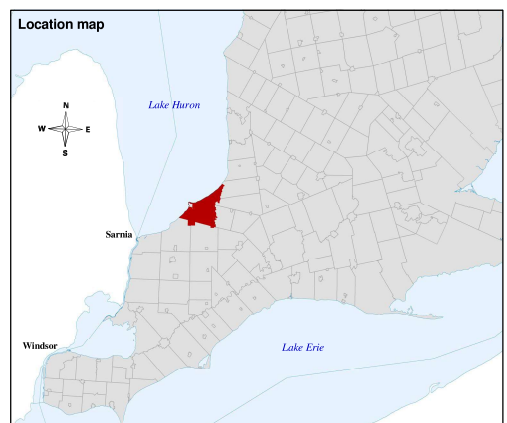 Location map
Lake Huron
N
W E
S
Sarnia
Windsor
Lake Erie